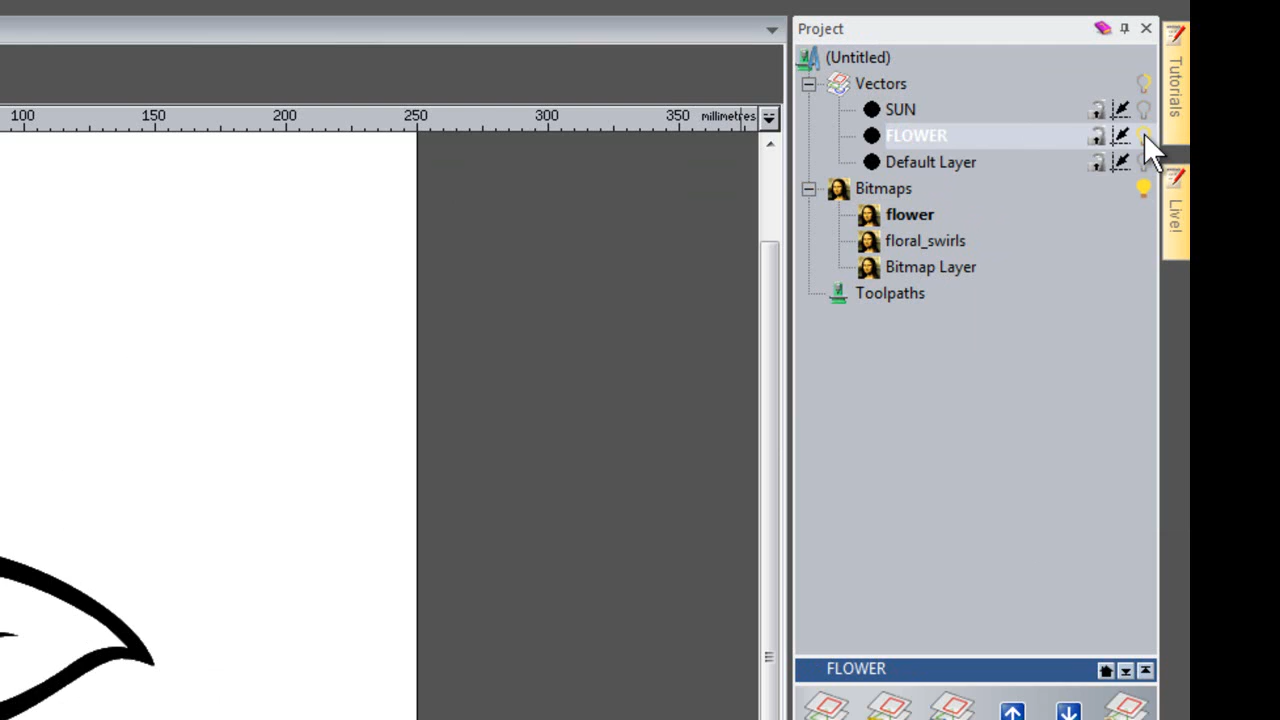 Project
(Untitled)
Vectors
SUN
FLOWER
Default Layer
Bitmaps
flower
floral_swirls
Bitmap Layer
Toolpaths
100 150 200 250 300 350 millimetres
Tutorials
Live!
FLOWER